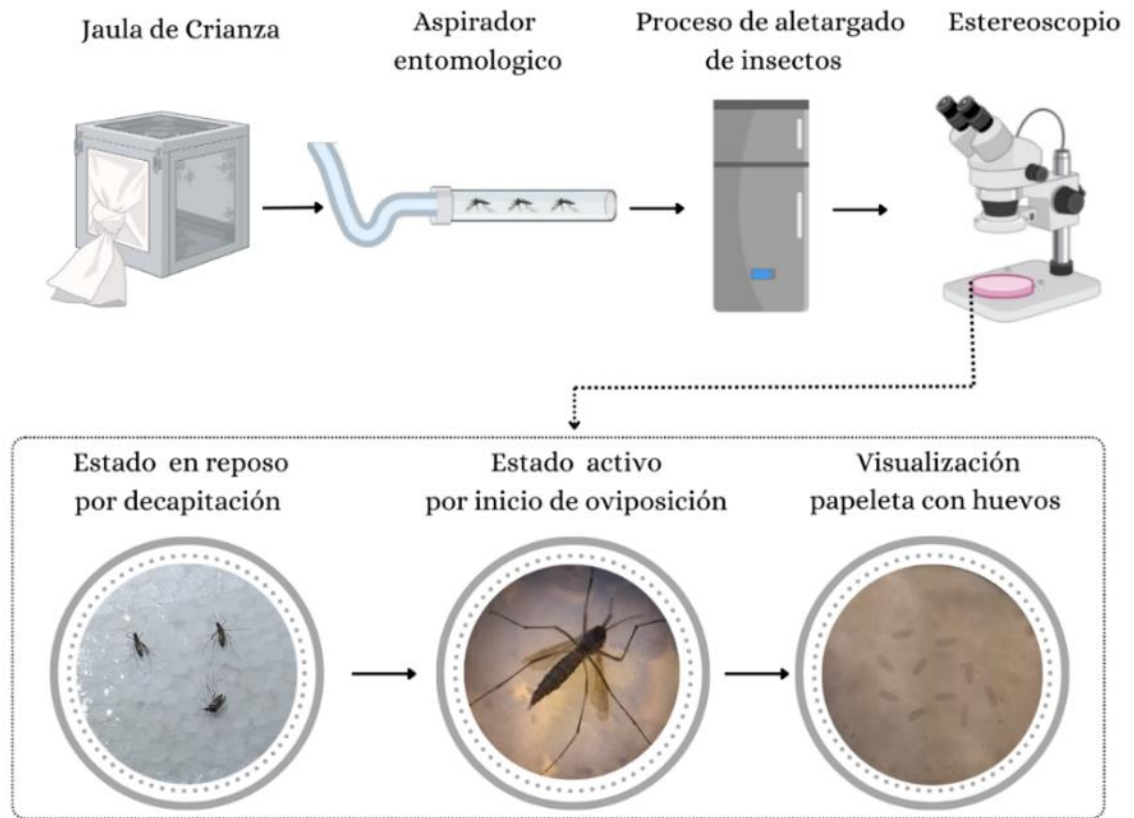 Jaula de Crianza
Aspirador
entomologico
Proceso de aletargado
de insectos
Estereoscopio
Estado en reposo
por decapitación
Estado activo
por inicio de oviposición
Visualización
papeleta con huevos